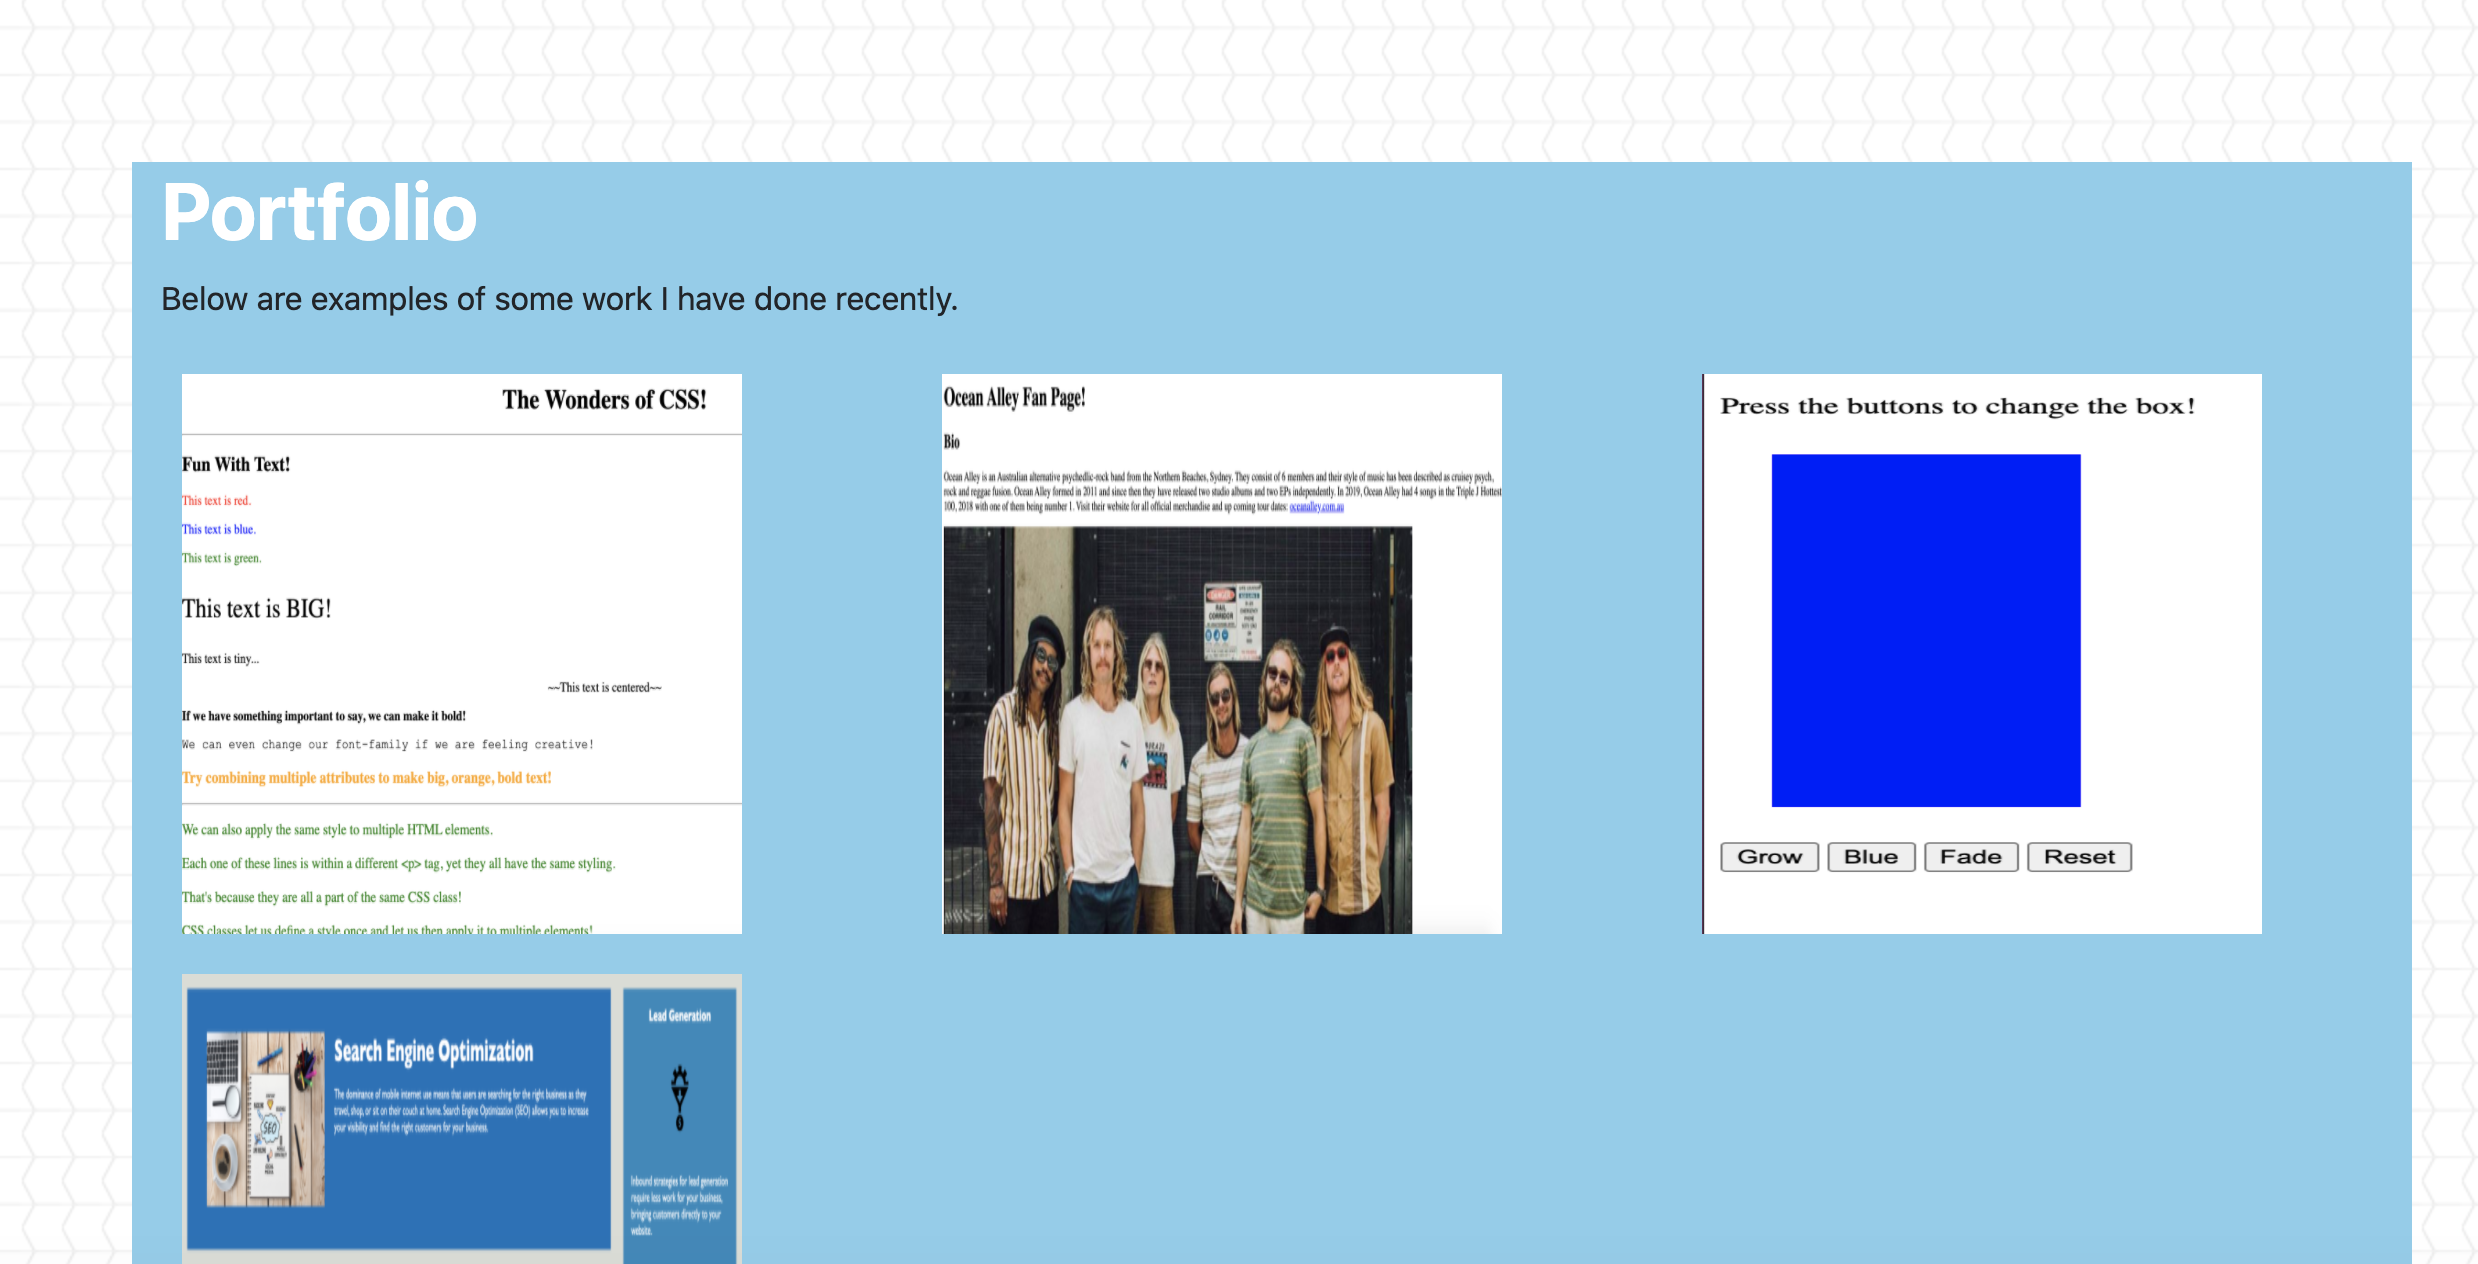 Portfolio
Below are examples of some work I have done recently.
The Wonders of CSS!
Fun With Text!
This text is red.
This text is blue.
This text is green.
This text is BIG!
This text is tiny...
~~This text is centered~~
If we have something important to say, we can make it bold!
We can even change our font-family if we are feeling creative!
Try combining multiple attributes to make big, orange, bold text!
We can also apply the same style to multiple HTML elements.
Each one of these lines is within a different <p> tag, yet they all have the same styling.
That's because they are all a part of the same CSS class!
CSS classes let us define a style once and let us then apply it to multiple elements!
Ocean Alley Fan Page!
Bio
Ocean Alley is an Australian alternative psychedlic-rock band from the Northern Beaches, Sydney. They consist of 6 members and their style of music has been described as cruisey psych,
rock and reggae fusion. Ocean Alley formed in 2011 and since then they have released two studio albums and two EPs independently. In 2019, Ocean Alley had 4 songs in the Triple J Hottest
100, 2018 with one of them being number 1. Visit their website for all official merchandise and up coming tour dates: oceanalley.com.au
DANGER
RAIL
CORRIDOR
Press the buttons to change the box!
Grow Blue Fade Reset
Search Engine Optimization
The dominance of mobile internet use means that users are searching for the right business as they
travel, shop, or sit on their couch at home. Search Engine Optimization (SEO) allows you to increase
your visibility and find the right customers for your business.
SEO
Lead Generation
Inbound strategies for lead generation
require less work for your business,
bringing customers directly to your
website.